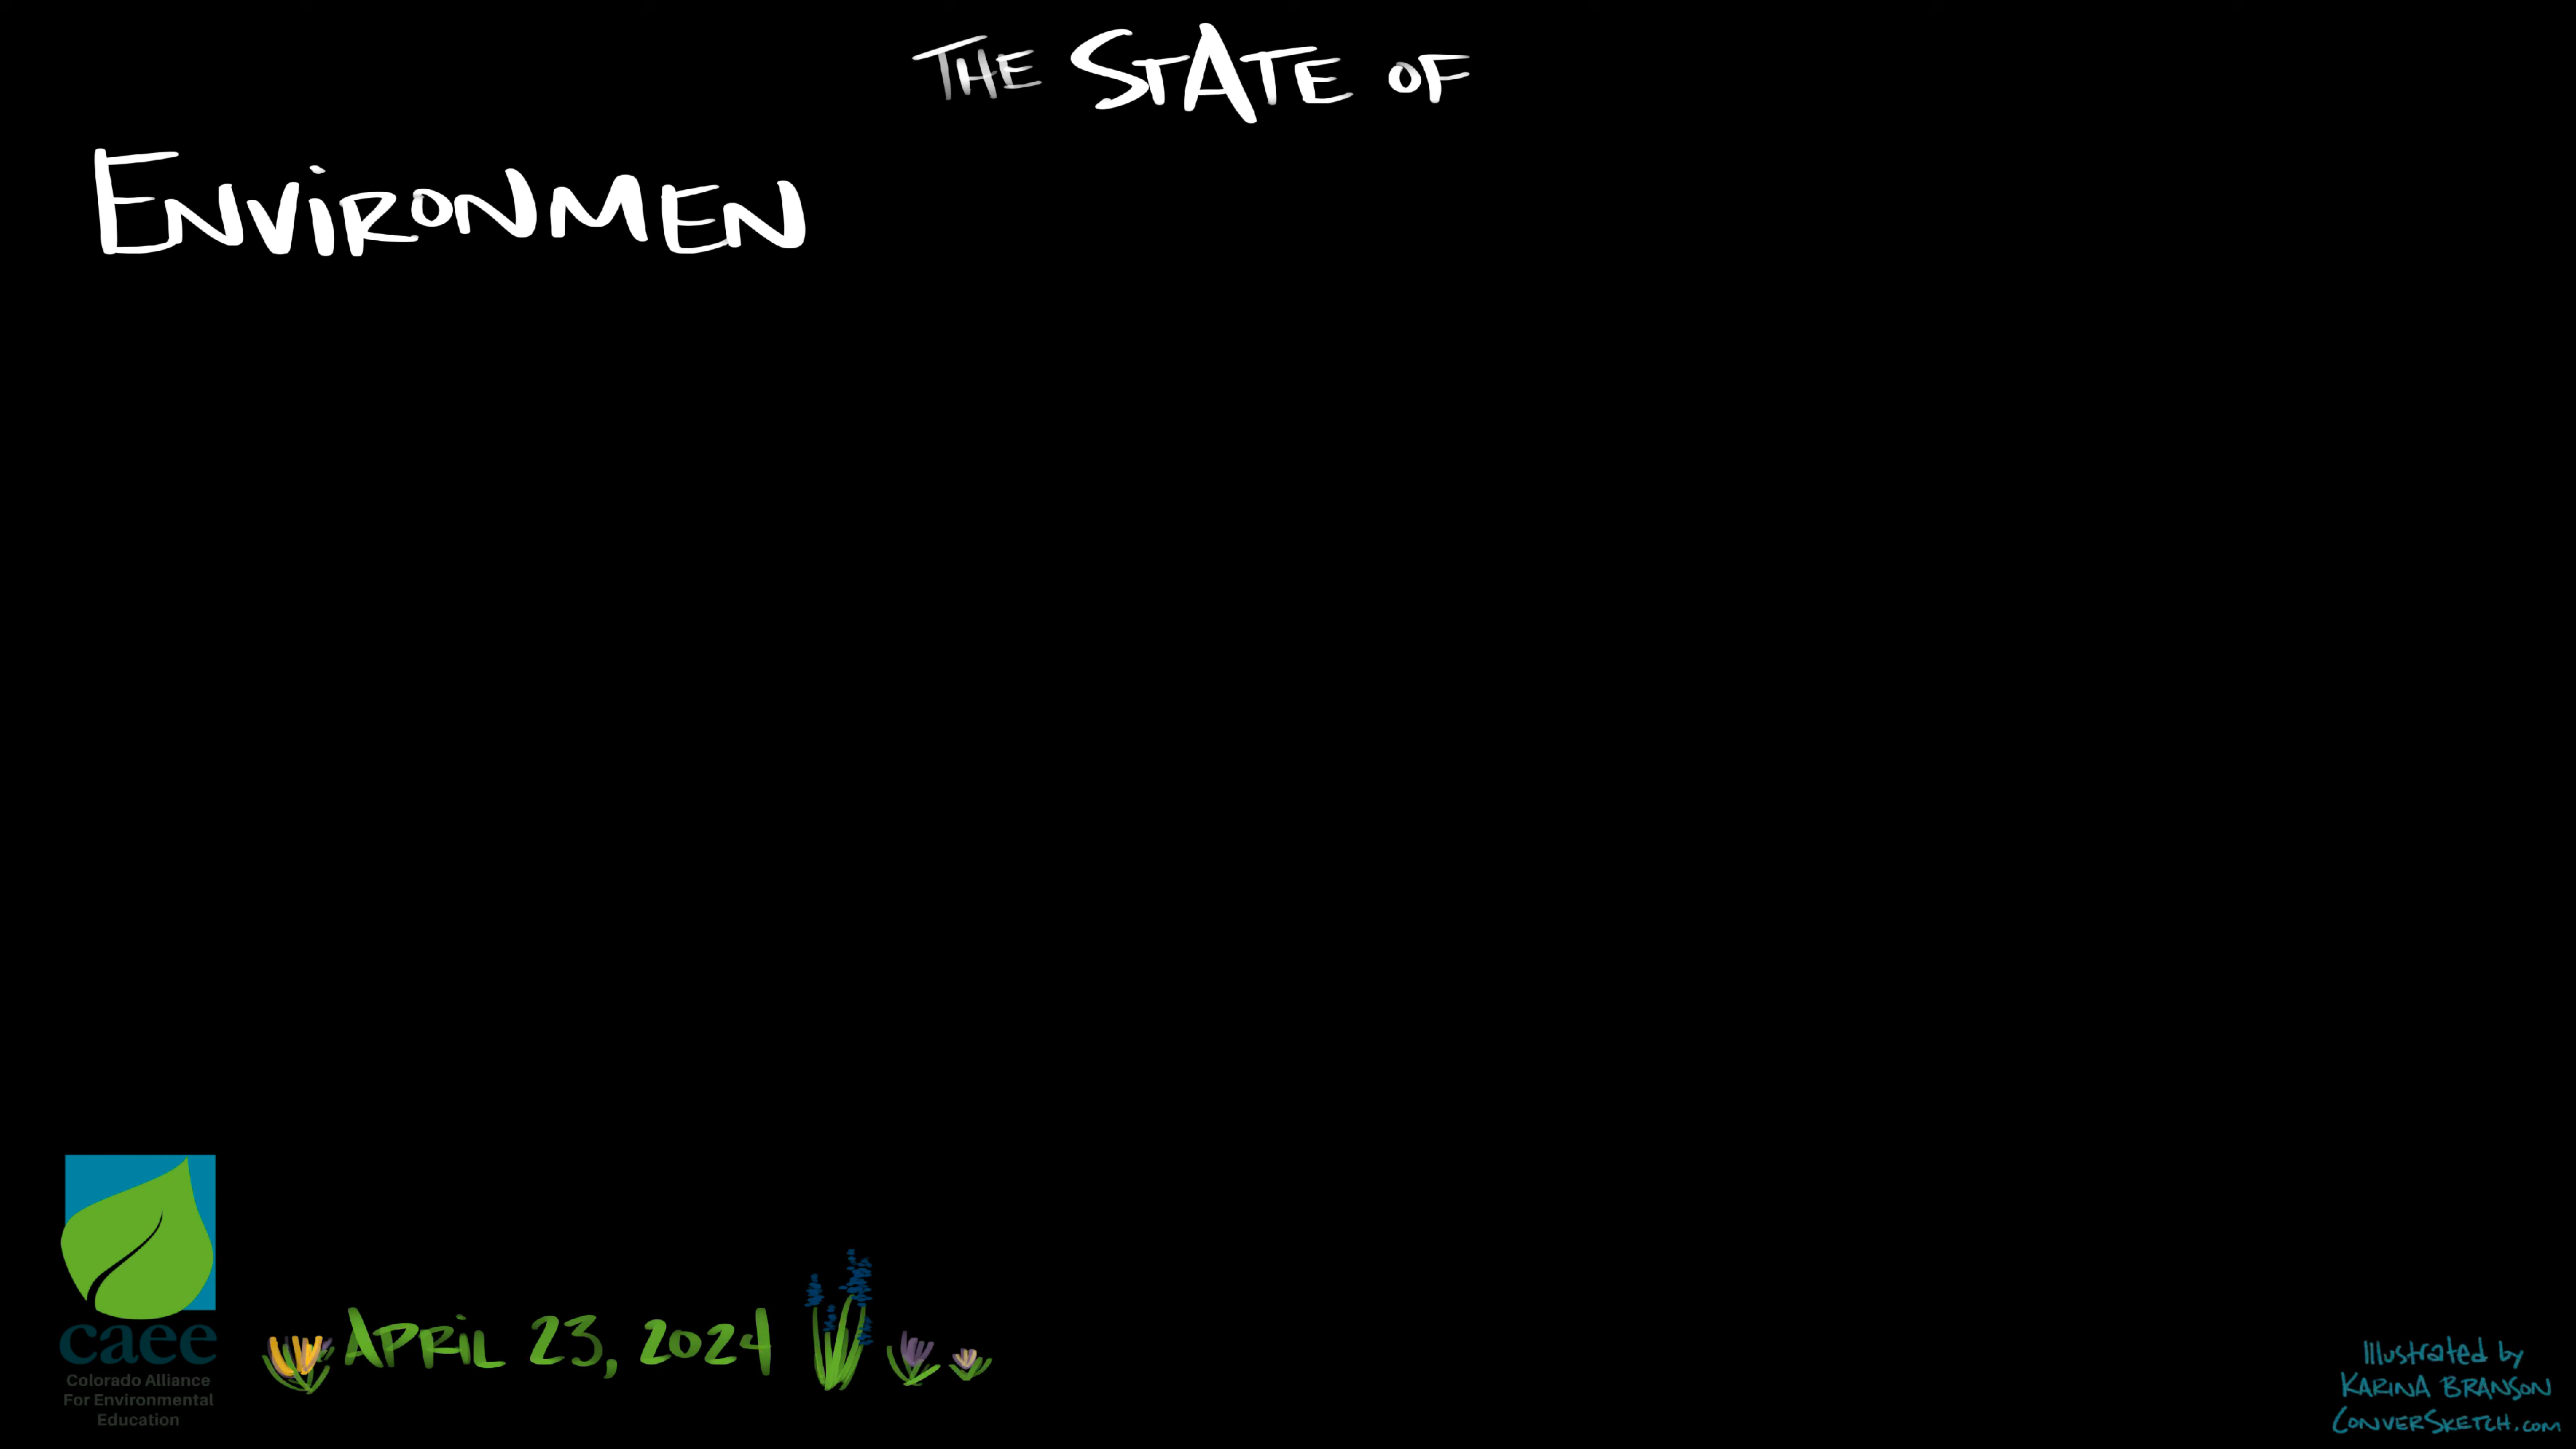 THE STATE OF
ENVIRONMEN
caee
Colorado Alliance
For Environmental
Education
APRIL 23, 2024
Illustrated by
KARINA BRANSON
CONVERSKETCH.com